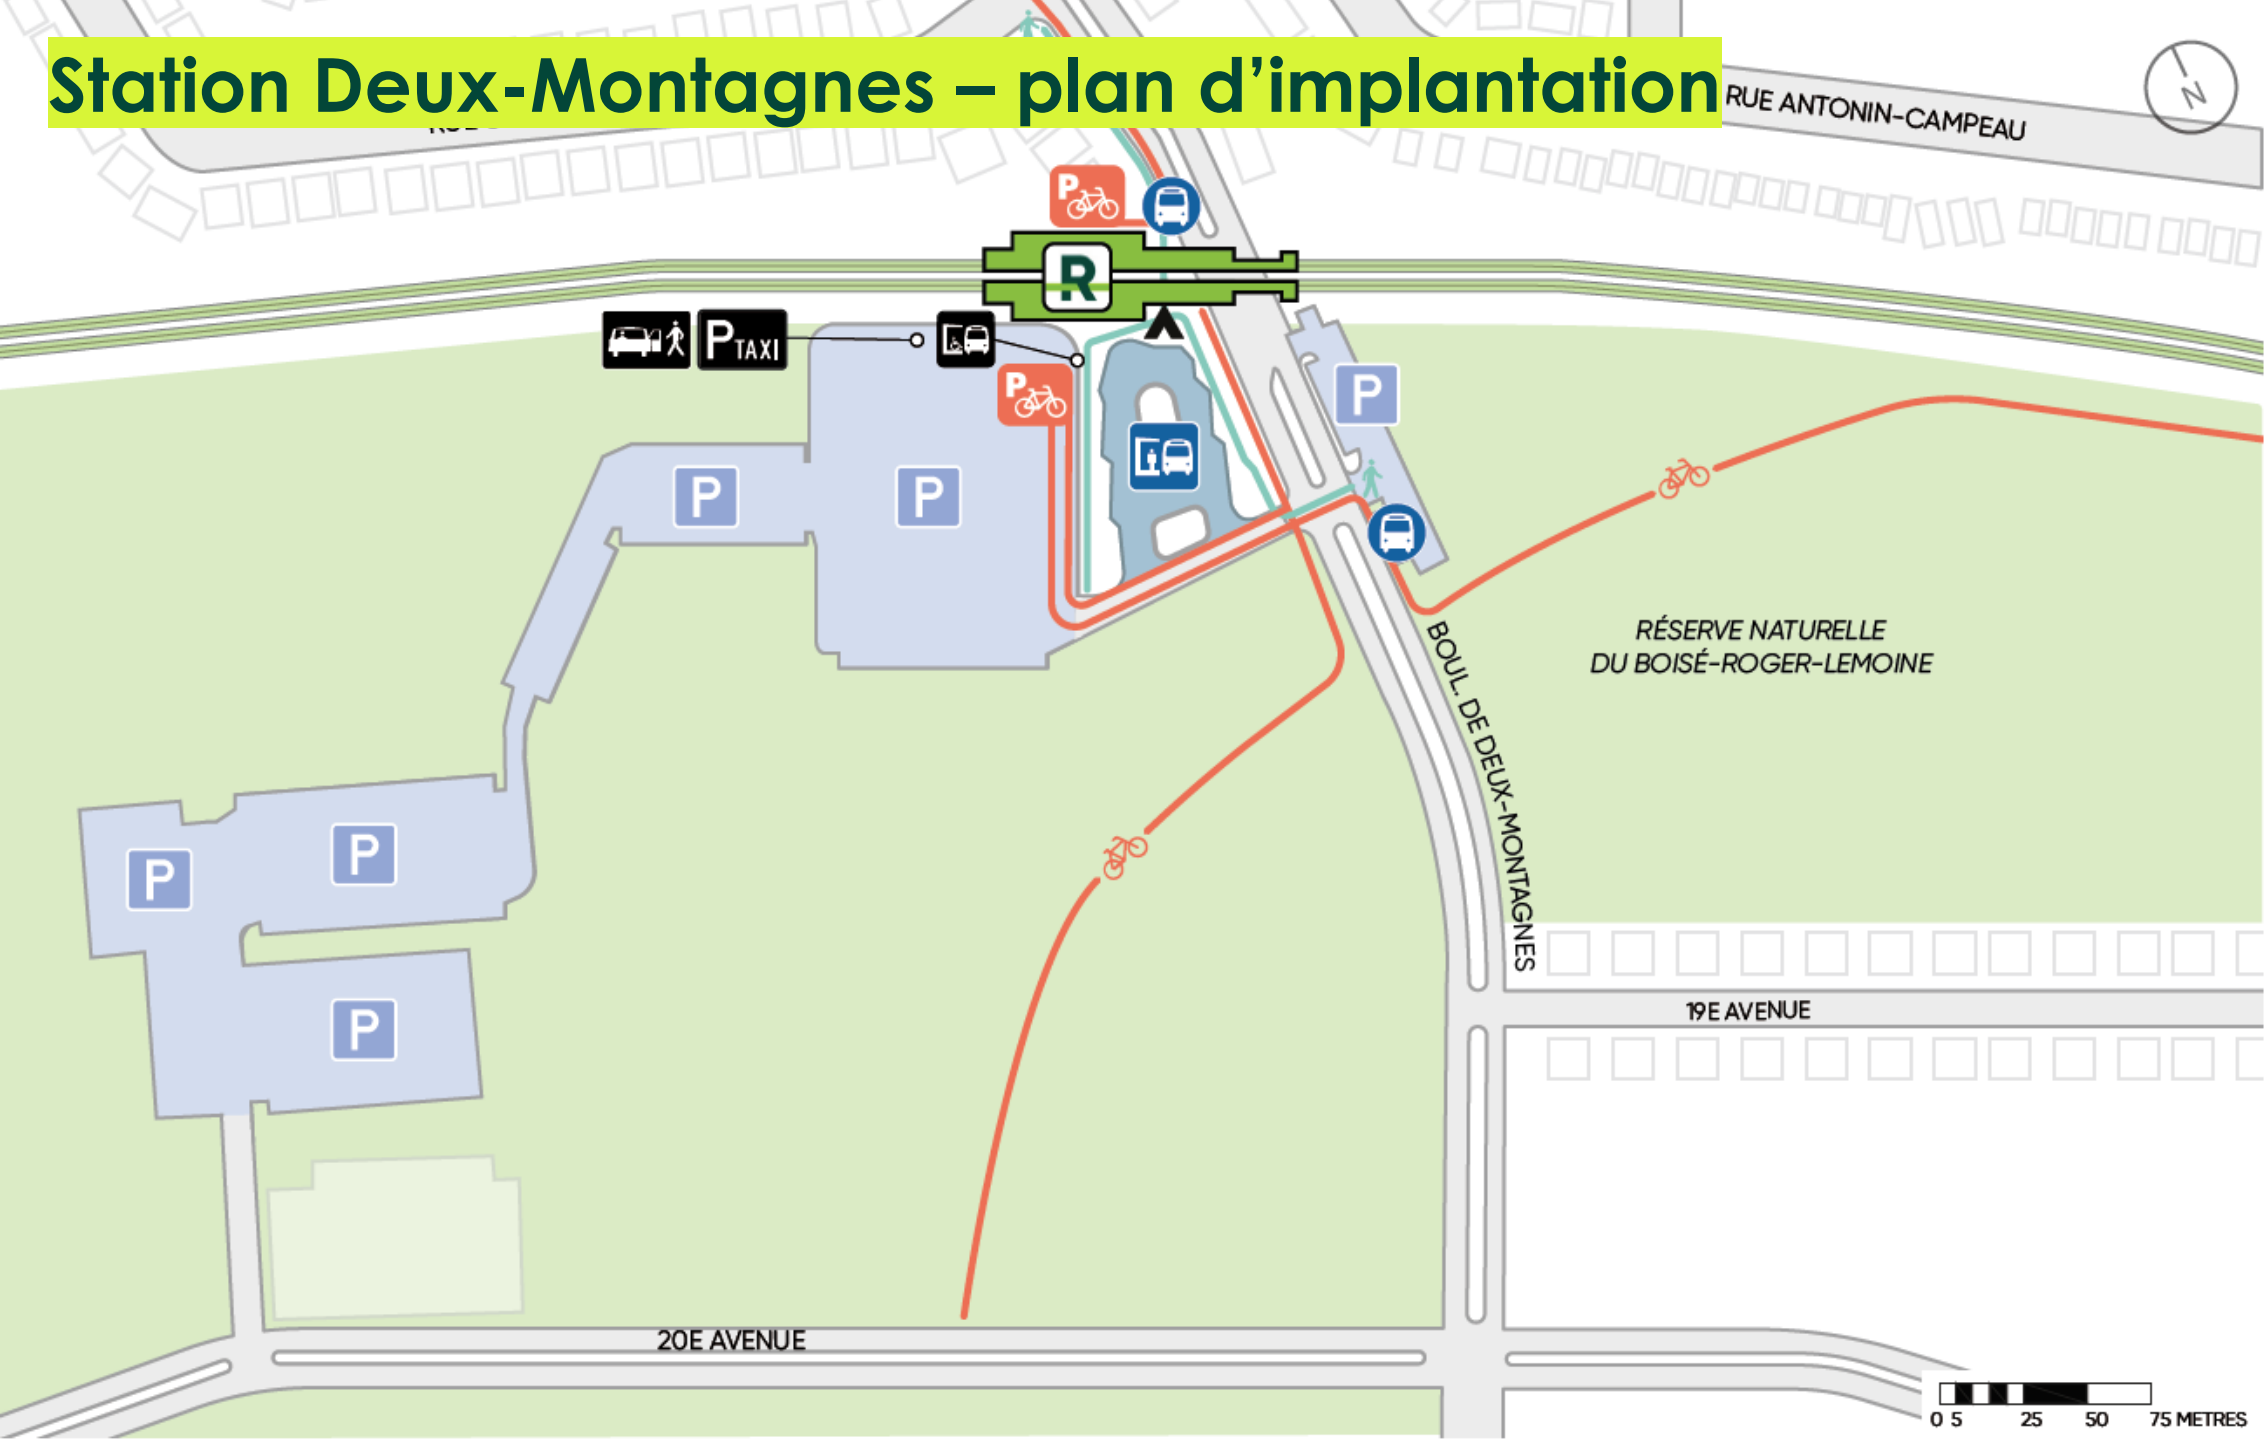 Station Deux-Montagnes – plan d’implantation
RUE ANTONIN-CAMPEAU
N
P
R
P TAXI
P
P
P
P
RÉSERVE NATURELLE
DU BOISÉ-ROGER-LEMOINE
BOUL. DE DEUX-MONTAGNES
P
P
P
19E AVENUE
20E AVENUE
0 5 25 50 75 METRES